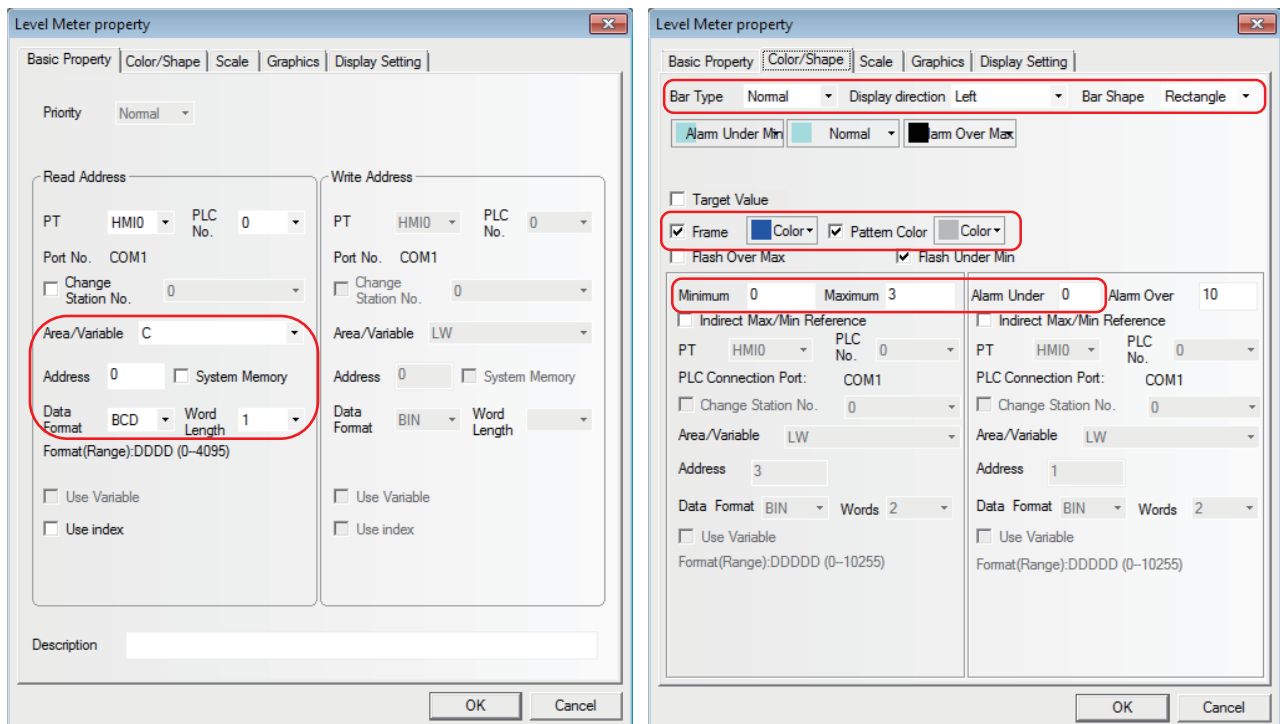 Level Meter property
Basic Property Color/Shape Scale Graphics Display Setting
Priority Normal
Read Address
PT HMI0 PLC No. 0
Port No. COM1
Change Station No. 0
Area/Variable C
Address 0 System Memory
Data Format BCD Word Length 1
Format(Range):DDDD (0--4095)
Use Variable
Use index
Write Address
PT HMI0 PLC No. 0
Port No. COM1
Change Station No. 0
Area/Variable LW
Address 0 System Memory
Data Format BIN Word Length
Use Variable
Use index
Description
OK Cancel
Level Meter property
Basic Property Color/Shape Scale Graphics Display Setting
Bar Type Normal Display direction Left Bar Shape Rectangle
Alarm Under Min Normal larm Over Max
Target Value
Frame Color Pattern Color Color
Flash Over Max Flash Under Min
Minimum 0 Maximum 3
Indirect Max/Min Reference
PT HMI0 PLC No. 0
PLC Connection Port: COM1
Change Station No. 0
Area/Variable LW
Address 3
Data Format BIN Words 2
Use Variable
Format(Range):DDDDD (0--10255)
Alarm Under 0 Alarm Over 10
Indirect Max/Min Reference
PT HMI0 PLC No. 0
PLC Connection Port: COM1
Change Station No. 0
Area/Variable LW
Address 1
Data Format BIN Words 2
Use Variable
Format(Range):DDDDD (0--10255)
OK Cancel